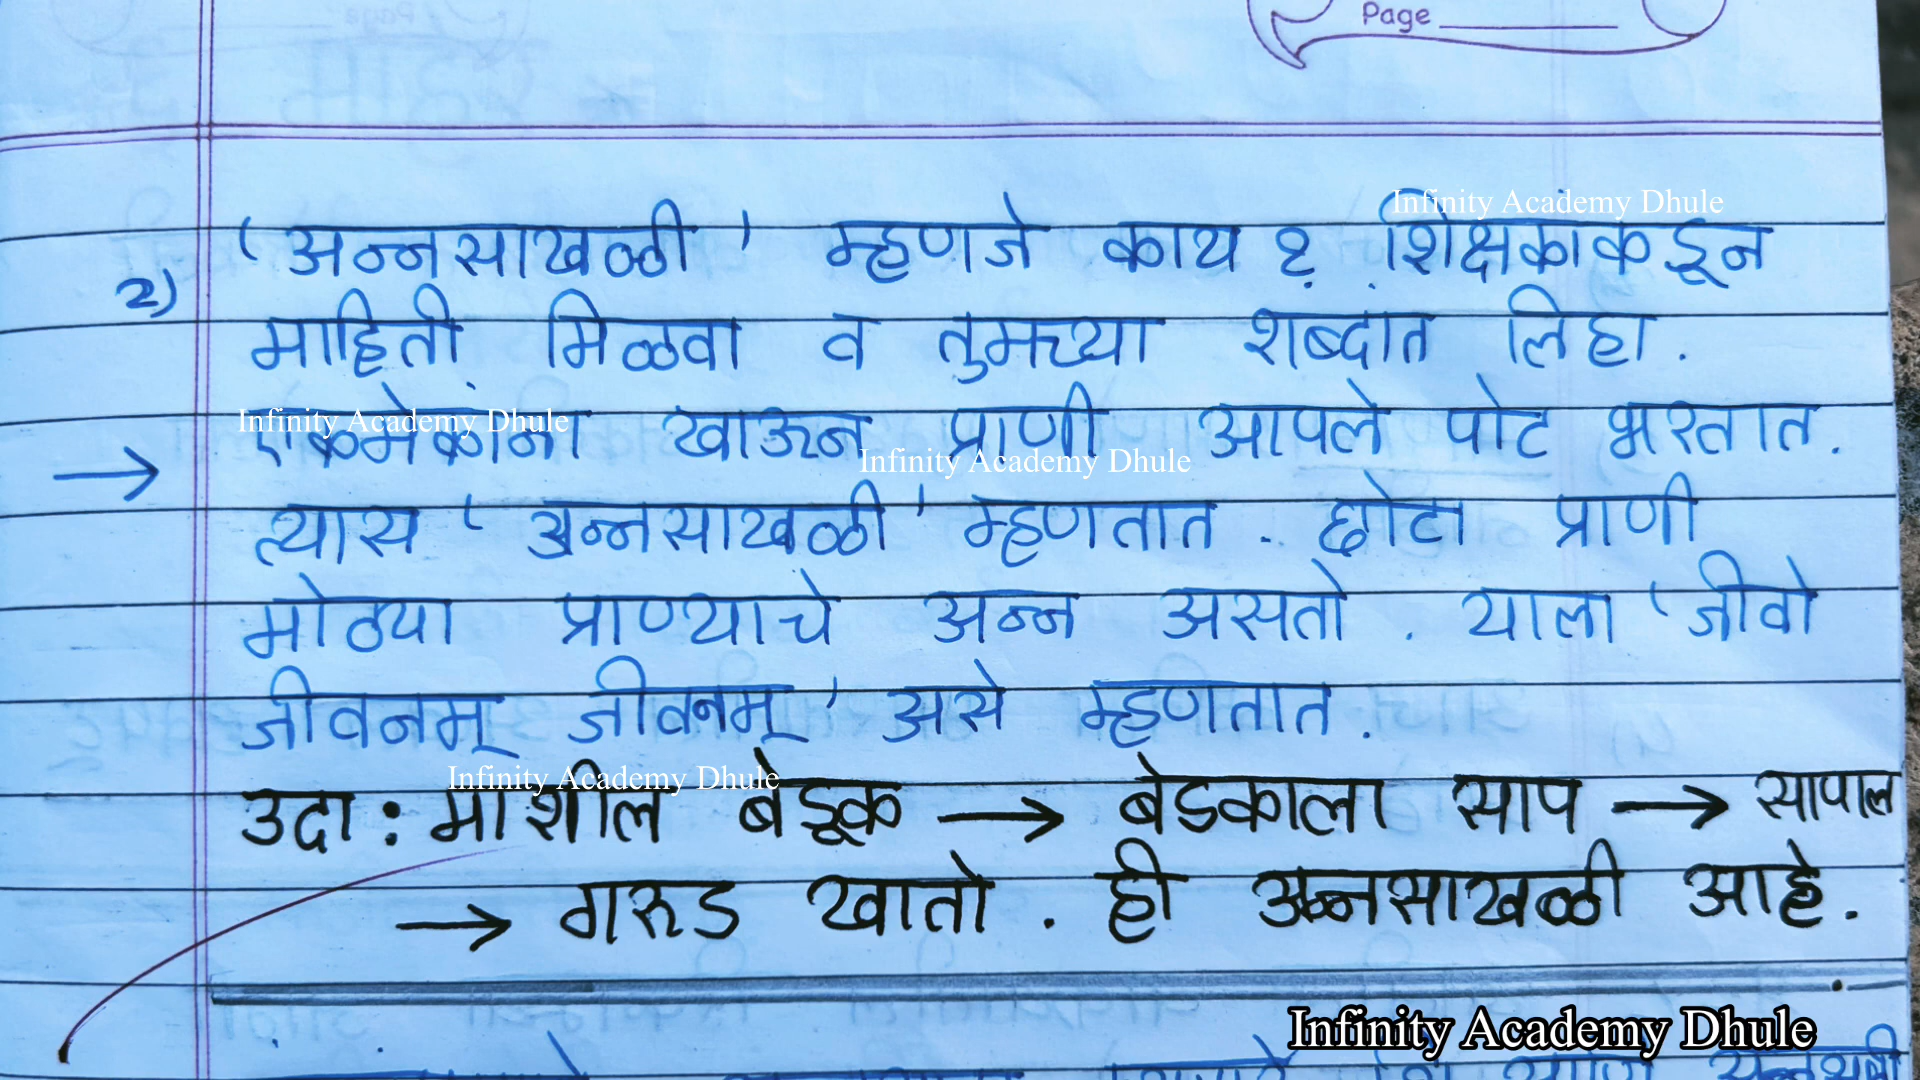 Page
Infinity Academy Dhule
'अन्नसाखळी' म्हणजे काय ? शिक्षकांकडून
२)
माहिती मिळवा व तुमच्या शब्दांत लिहा.
Infinity Academy Dhule
→ एकमेकांना खाऊन प्राणी आपले पोट भरतात.
Infinity Academy Dhule
त्यास 'अन्नसाखळी' म्हणतात. छोटा प्राणी
मोठ्या प्राण्याचे अन्न असतो. याला 'जीवो
जीवनम् जीवनम्' असे म्हणतात.
Infinity Academy Dhule
उदा : माशील बेडूक → बेडकाला साप → सापाल
→ गरुड खातो. ही अन्नसाखळी आहे.
Infinity Academy Dhule